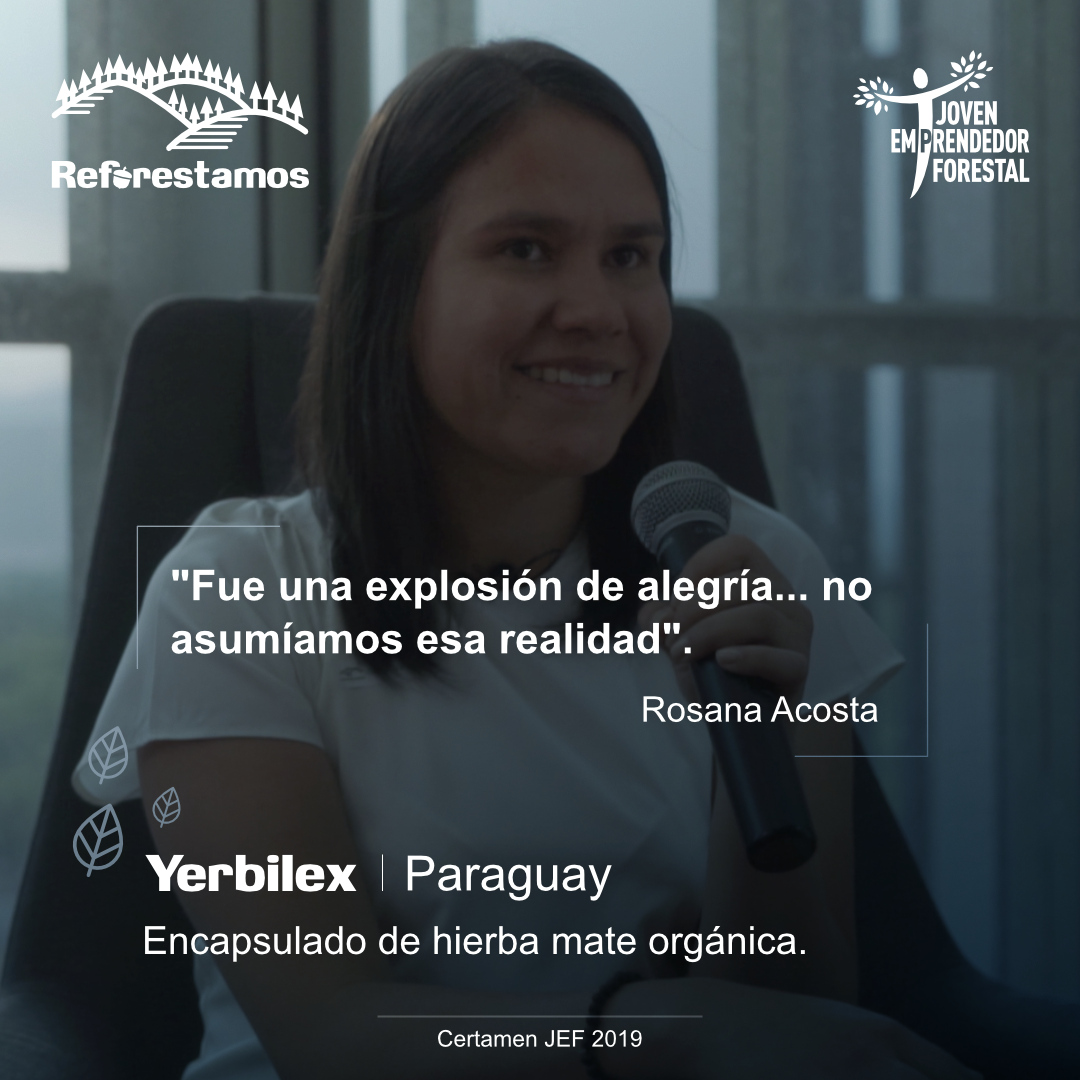 Reforestamos
JOVEN
EMPRENDEDOR
FORESTAL
"Fue una explosión de alegría... no
asumíamos esa realidad".
Rosana Acosta
Yerbilex | Paraguay
Encapsulado de hierba mate orgánica.
Certamen JEF 2019